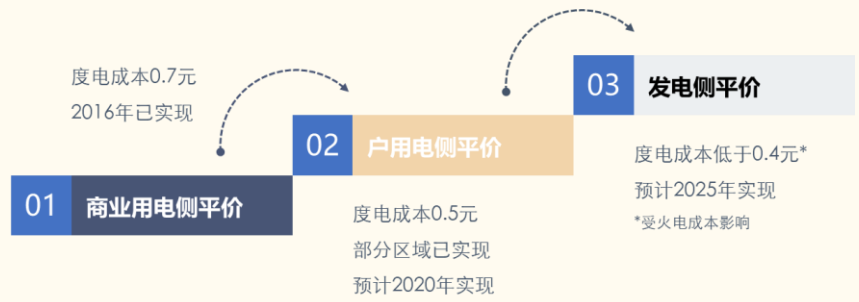 度电成本0.7元
2016年已实现
01 商业用电侧平价
02 户用电侧平价
度电成本0.5元
部分区域已实现
预计2020年实现
03 发电侧平价
度电成本低于0.4元*
预计2025年实现
*受火电成本影响